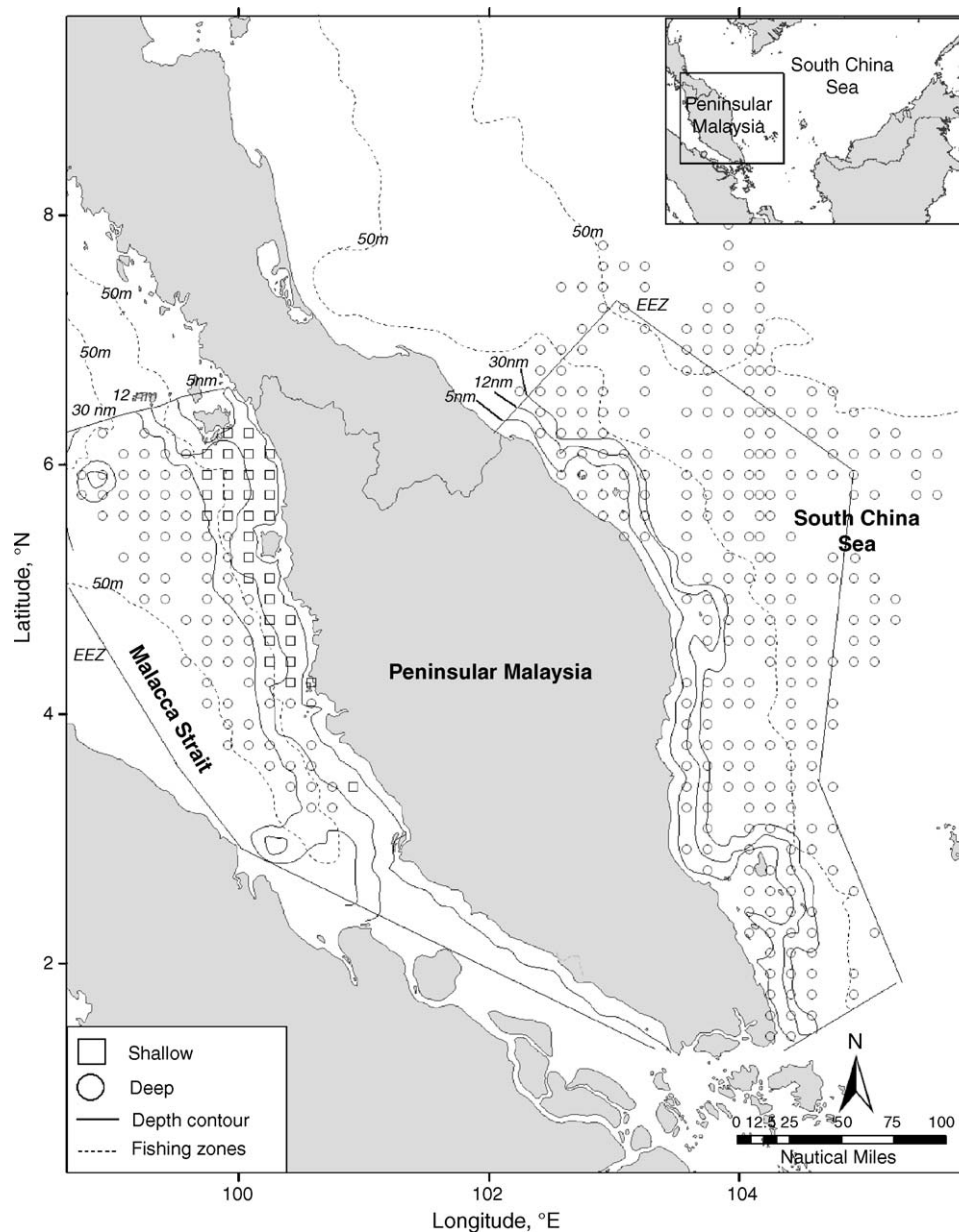 South China
Sea
Peninsular
Malaysia
8
50m
50m
50m
EEZ
50m
30nm
12nm
5nm
5nm
12 nm
30 nm
6
South China
Sea
50m
Latitude, °N
EEZ
Malacca Strait
Peninsular Malaysia
4
2
Shallow
Deep
Depth contour
Fishing zones
N
0 12.5 25 50 75 100
Nautical Miles
100 102 104
Longitude, °E